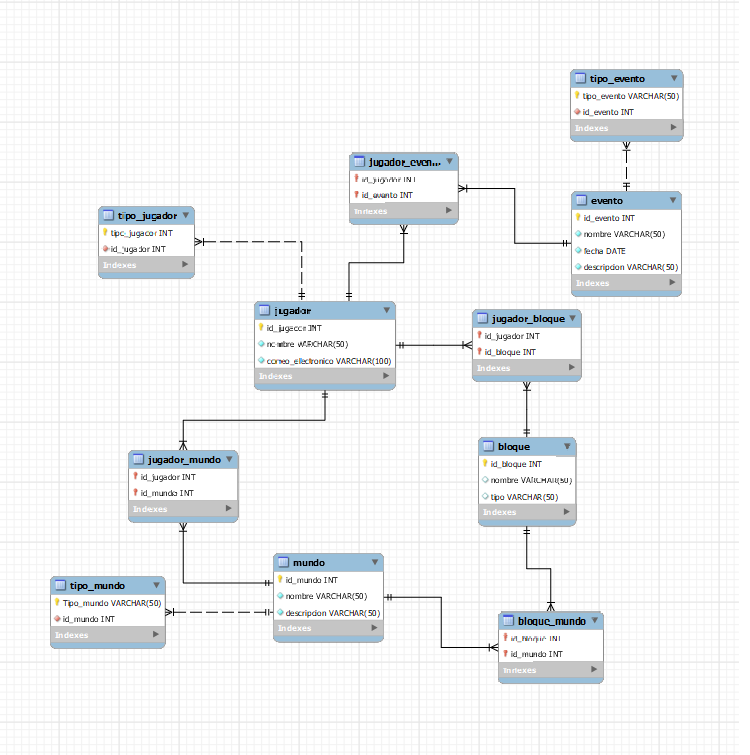 tipo_evento
tipo_evento VARCHAR(50)
id_evento INT
Indexes
jugador_even...
id_jugador INT
id_evento INT
Indexes
evento
id_evento INT
nombre VARCHAR(50)
fecha DATE
descripcion VARCHAR(50)
Indexes
tipo_jugador
tipo_jugador INT
id_jugador INT
Indexes
jugador
id_jugador INT
nombre VARCHAR(50)
correo_electronico VARCHAR(100)
Indexes
jugador_bloque
id_jugador INT
id_bloque INT
Indexes
bloque
id_bloque INT
nombre VARCHAR(50)
tipo VARCHAR(50)
Indexes
jugador_mundo
id_jugador INT
id_mundo INT
Indexes
mundo
id_mundo INT
nombre VARCHAR(50)
descripcion VARCHAR(50)
Indexes
tipo_mundo
Tipo_mundo VARCHAR(50)
id_mundo INT
Indexes
bloque_mundo
id_bloque INT
id_mundo INT
Indexes